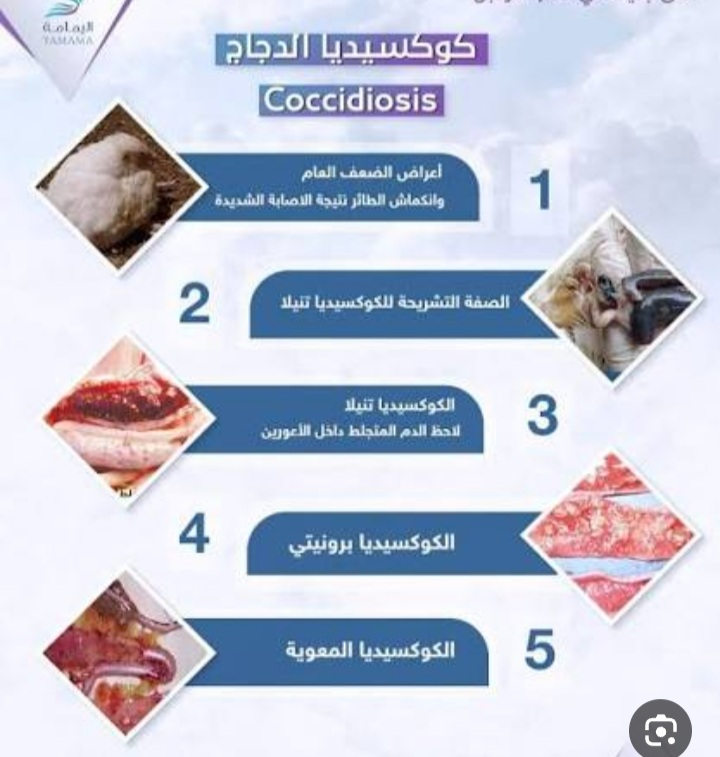 اليمامة
YAMAMA
كوكسيديا الدجاج
Coccidiosis
1
أعراض الضعف العام
وانكماش الطائر نتيجة الاصابة الشديدة
2
الصفة التشريحة للكوكسيديا تنيلا
3
الكوكسيديا تنيلا
لاحظ الدم المتجلط داخل الأعورين
4
الكوكسيديا برونيتي
5
الكوكسيديا المعوية